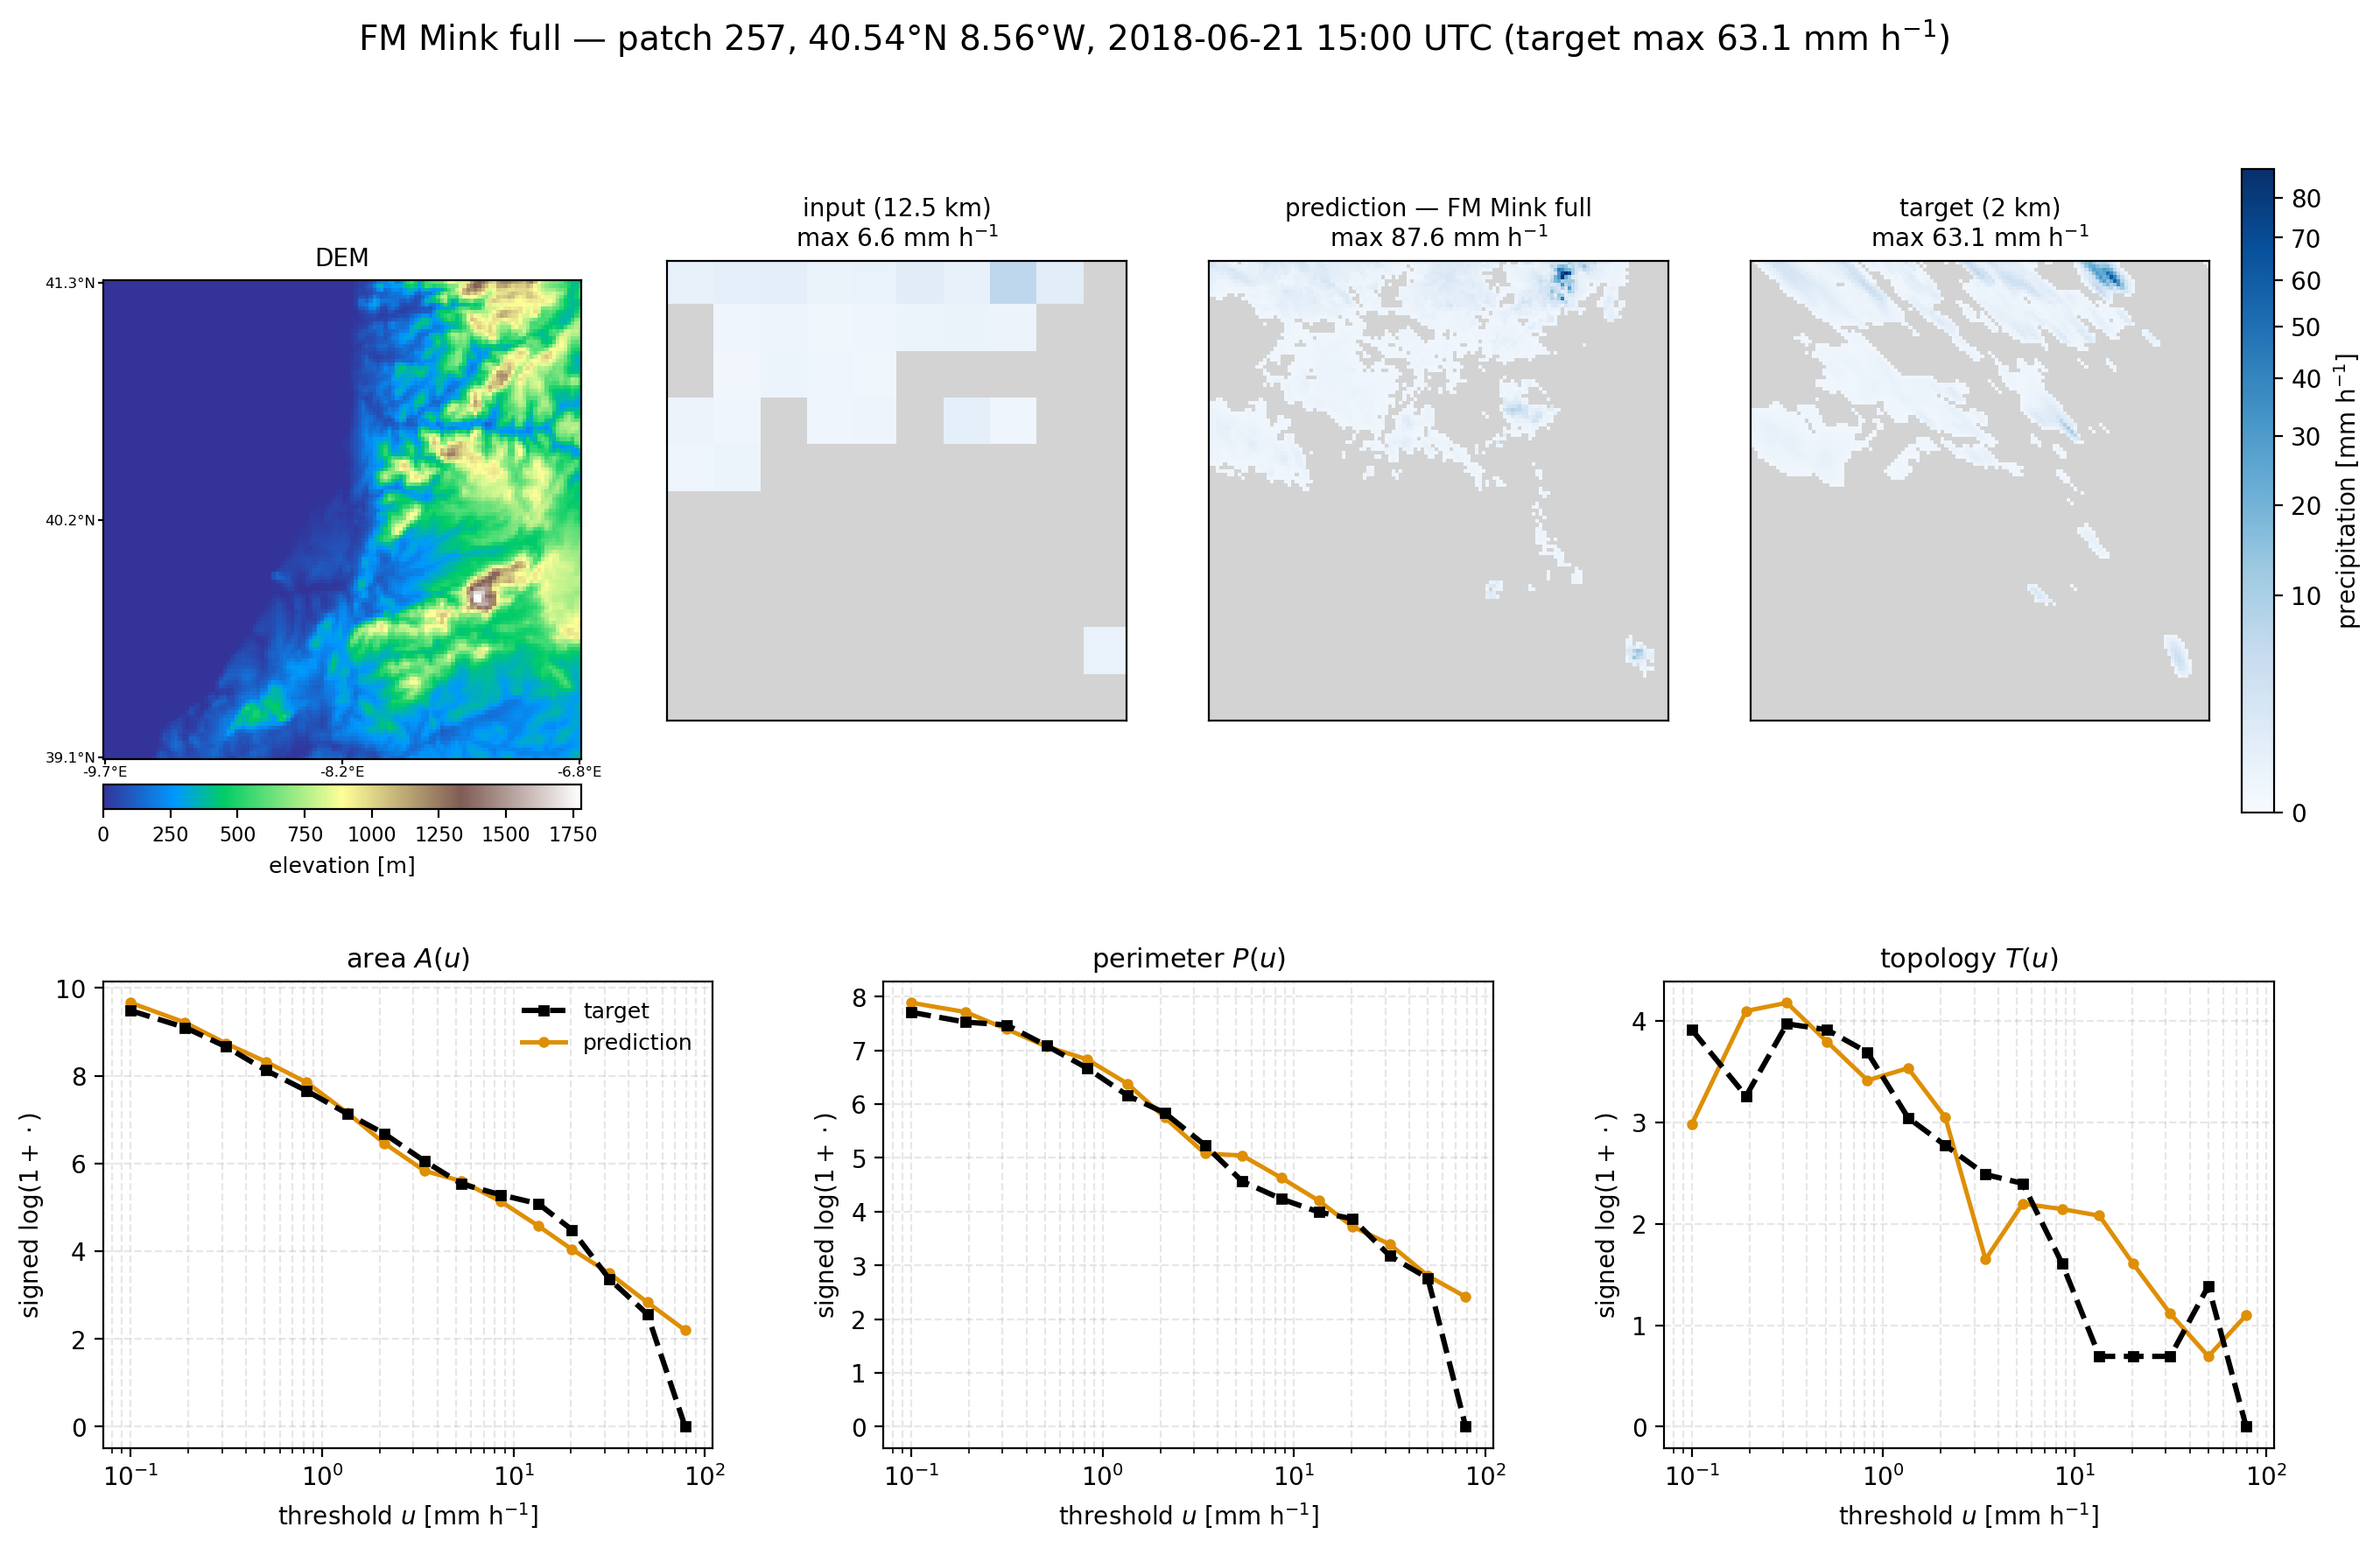 FM Mink full — patch 257, 40.54°N 8.56°W, 2018-06-21 15:00 UTC (target max 63.1 mm h⁻¹)
DEM
41.3°N
40.2°N
39.1°N
-9.7°E -8.2°E -6.8°E
0 250 500 750 1000 1250 1500 1750
elevation [m]
input (12.5 km)
max 6.6 mm h⁻¹
prediction — FM Mink full
max 87.6 mm h⁻¹
target (2 km)
max 63.1 mm h⁻¹
80
70
60
50
40
30
20
10
0
precipitation [mm h⁻¹]
area A(u)
10
8
6
4
2
0
signed log(1 + · )
target
prediction
10⁻¹ 10⁰ 10¹ 10²
threshold u [mm h⁻¹]
perimeter P(u)
8
7
6
5
4
3
2
1
0
signed log(1 + · )
10⁻¹ 10⁰ 10¹ 10²
threshold u [mm h⁻¹]
topology T(u)
4
3
2
1
0
signed log(1 + · )
10⁻¹ 10⁰ 10¹ 10²
threshold u [mm h⁻¹]